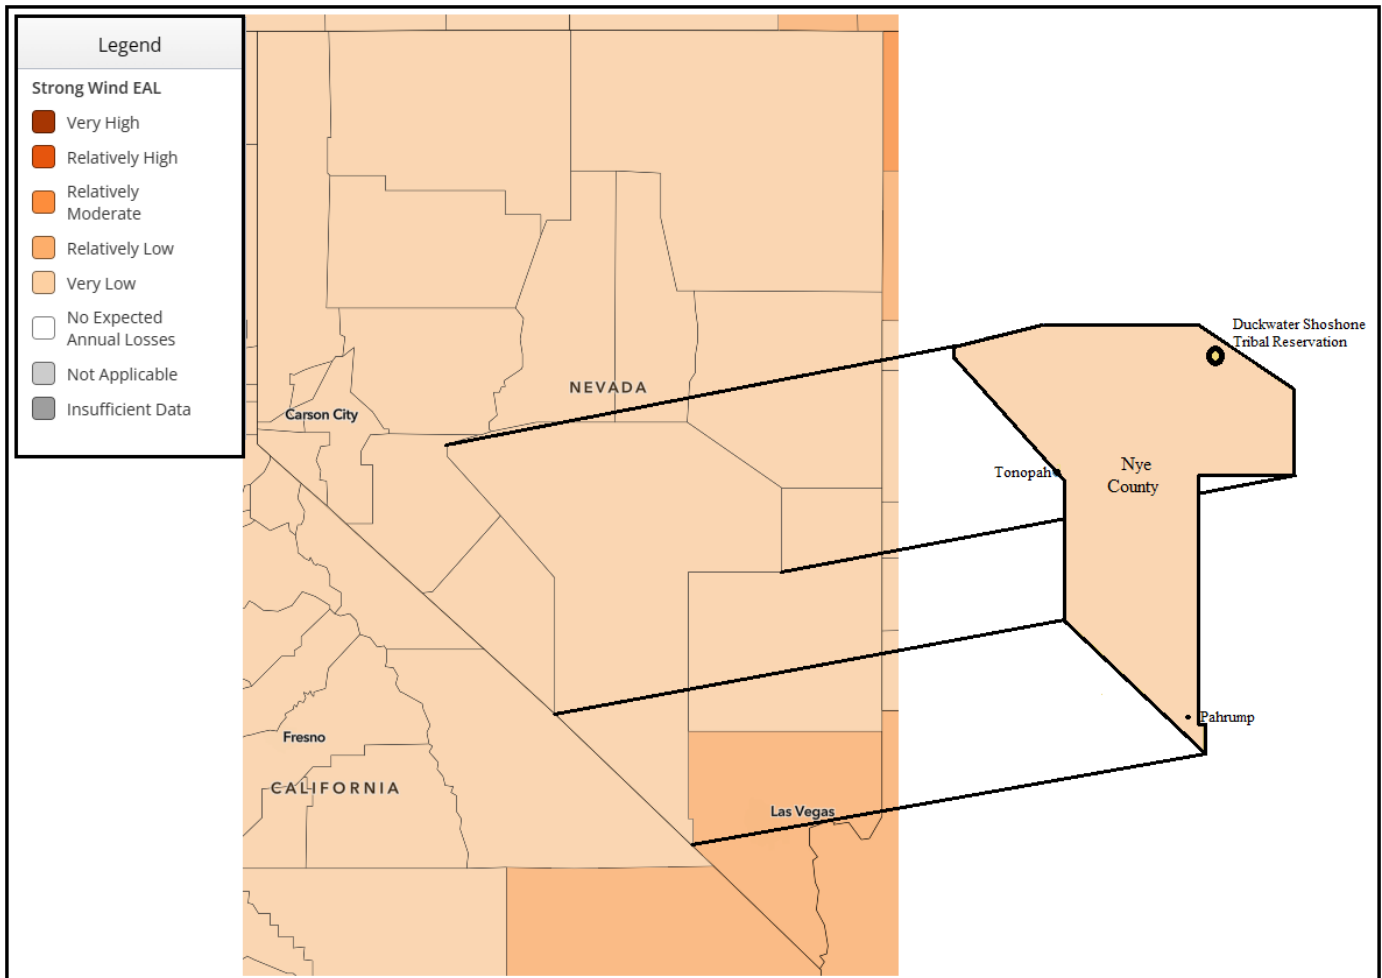 Legend
Strong Wind EAL
Very High
Relatively High
Relatively
Moderate
Relatively Low
Very Low
No Expected
Annual Losses
Not Applicable
Insufficient Data
NEVADA
Carson City
Fresno
CALIFORNIA
Las Vegas
Duckwater Shoshone
Tribal Reservation
Tonopah
Nye
County
Pahrump